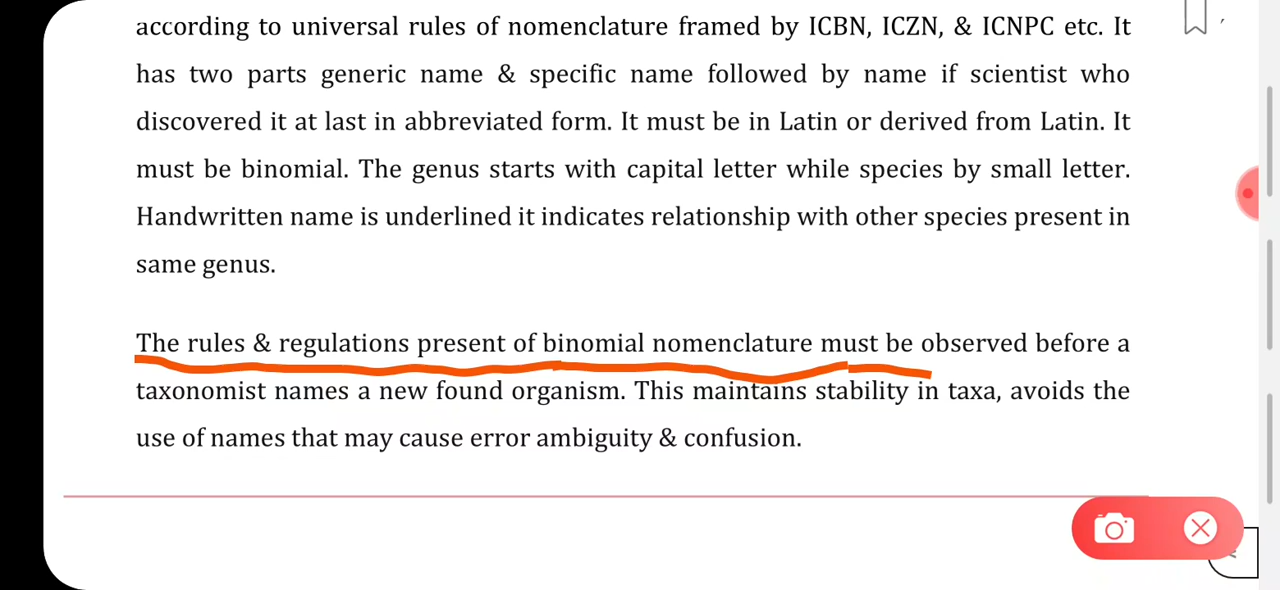 according to universal rules of nomenclature framed by ICBN, ICZN, & ICNPC etc. It
has two parts generic name & specific name followed by name if scientist who
discovered it at last in abbreviated form. It must be in Latin or derived from Latin. It
must be binomial. The genus starts with capital letter while species by small letter.
Handwritten name is underlined it indicates relationship with other species present in
same genus.
The rules & regulations present of binomial nomenclature must be observed before a
taxonomist names a new found organism. This maintains stability in taxa, avoids the
use of names that may cause error ambiguity & confusion.